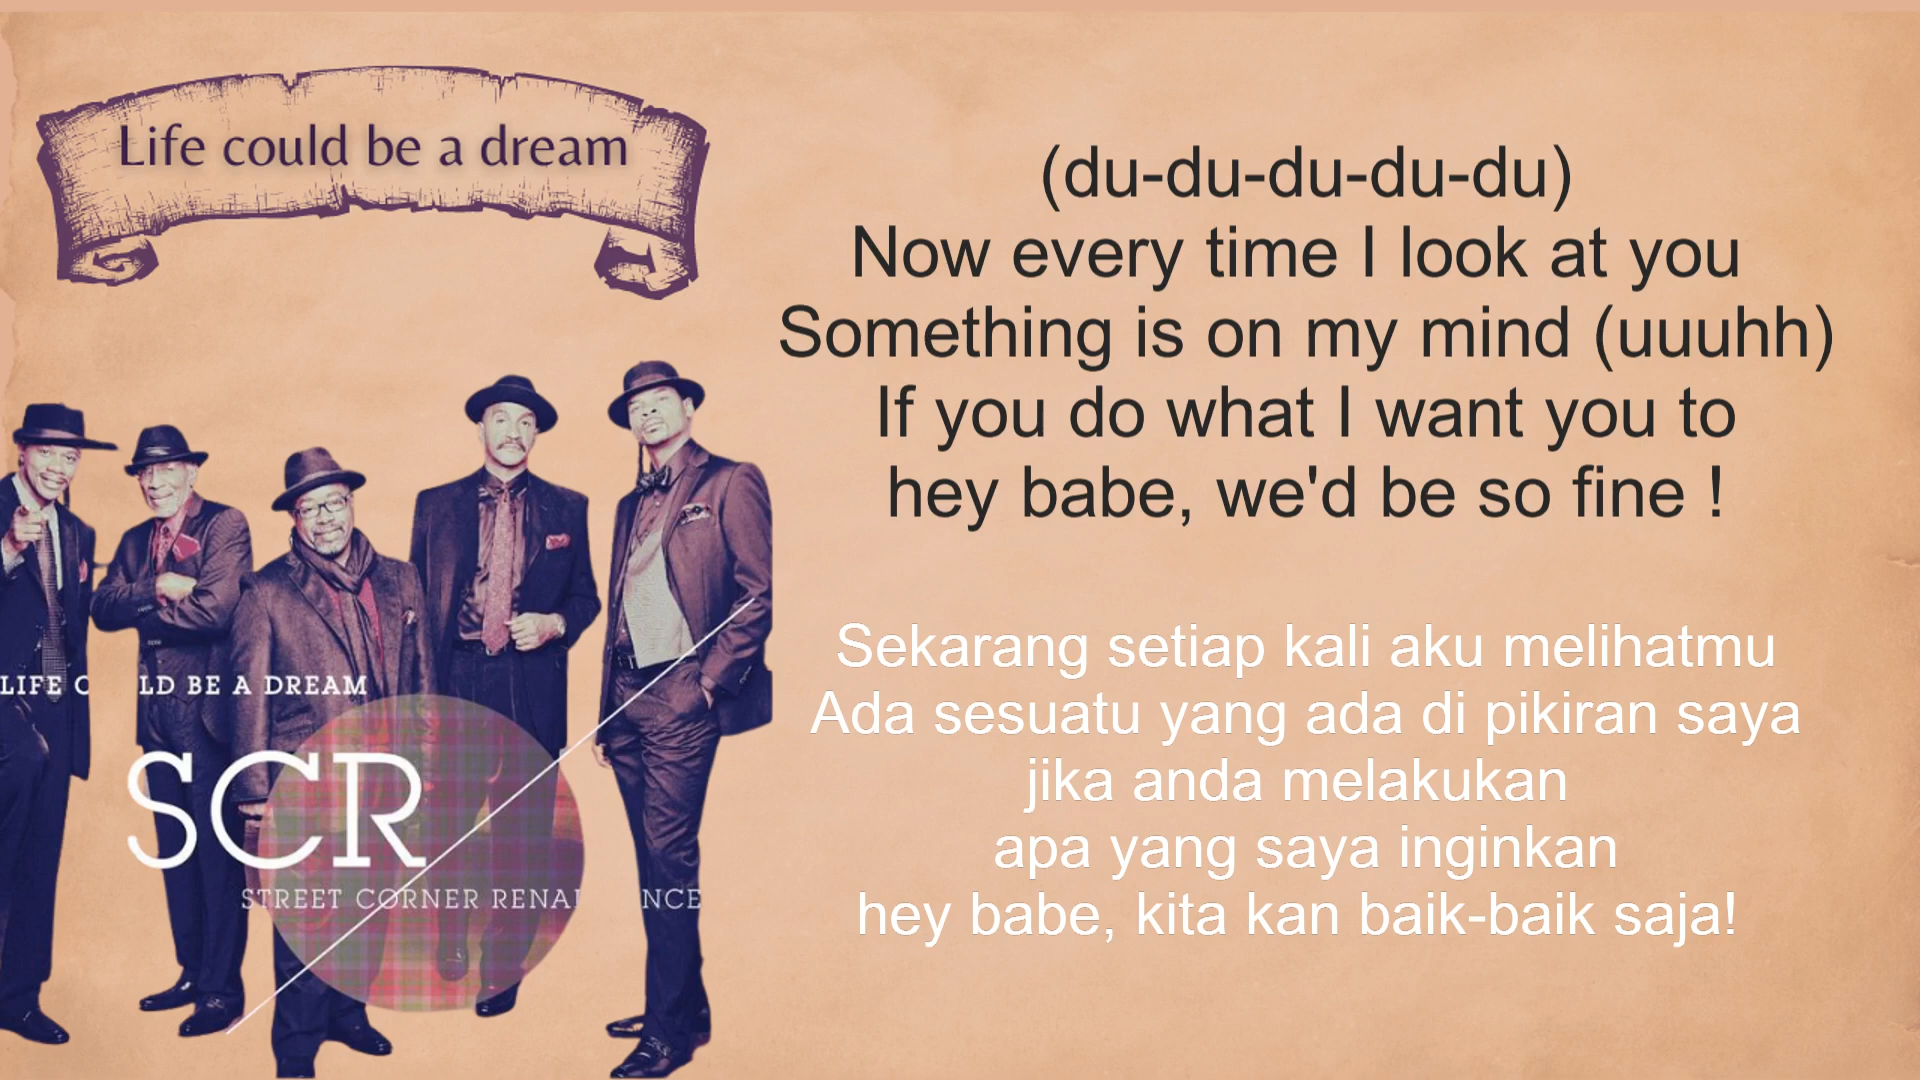 Life could be a dream
(du-du-du-du-du)
Now every time I look at you
Something is on my mind (uuuhh)
If you do what I want you to
hey babe, we'd be so fine !
Sekarang setiap kali aku melihatmu
Ada sesuatu yang ada di pikiran saya
jika anda melakukan
apa yang saya inginkan
hey babe, kita kan baik-baik saja!
LIFE C LD BE A DREAM
SCR
STREET CORNER RENAI NCE